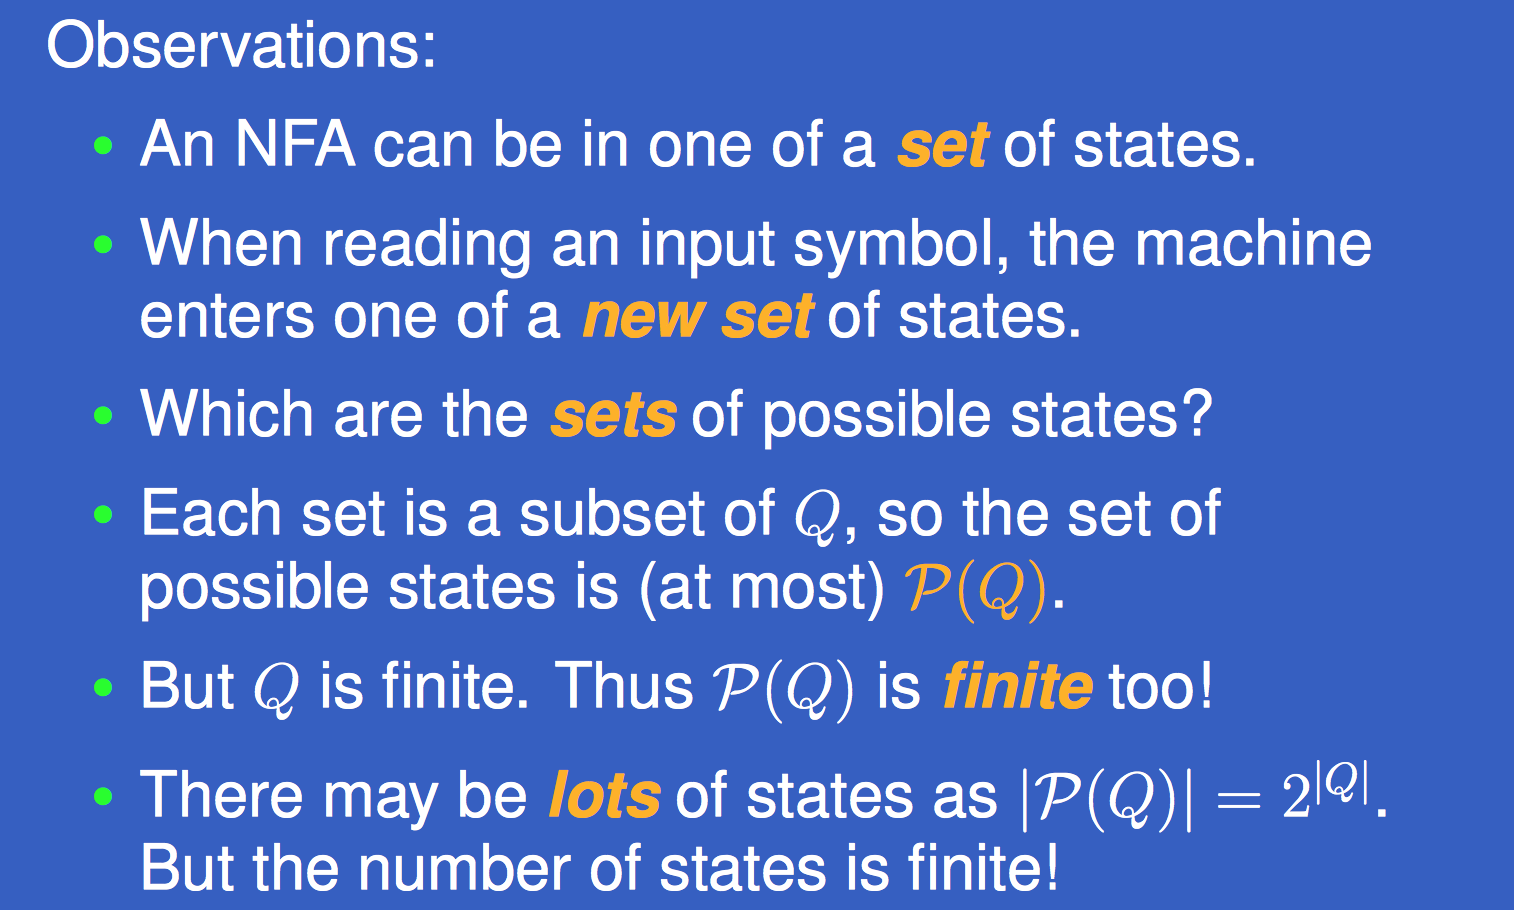 Observations:
• An NFA can be in one of a set of states.
• When reading an input symbol, the machine
enters one of a new set of states.
• Which are the sets of possible states?
• Each set is a subset of Q, so the set of
possible states is (at most) 𝒫(Q).
• But Q is finite. Thus 𝒫(Q) is finite too!
• There may be lots of states as |𝒫(Q)| = 2^|Q|.
But the number of states is finite!